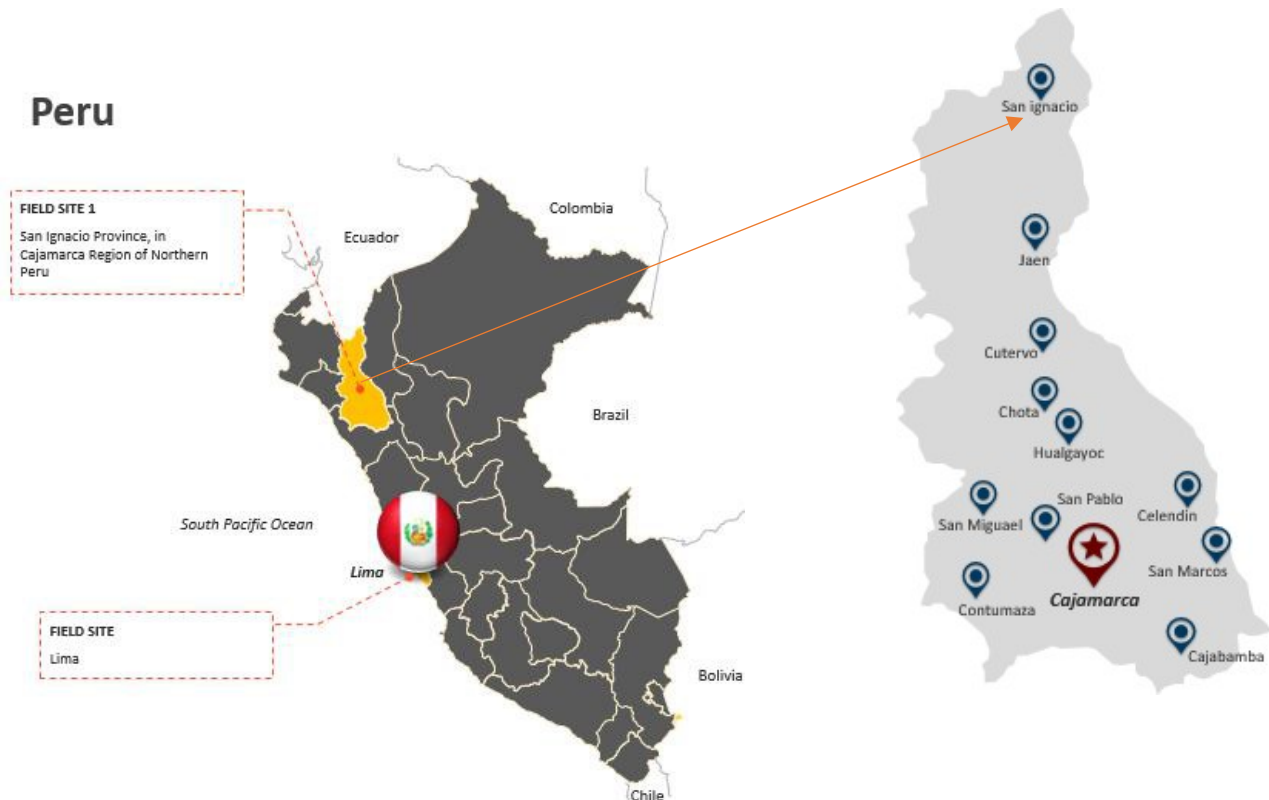 Peru
FIELD SITE 1
San Ignacio Province, in
Cajamarca Region of Northern
Peru
Ecuador
Colombia
Brazil
South Pacific Ocean
Lima
FIELD SITE
Lima
Bolivia
Chile
San ignacio
Jaen
Cutervo
Chota
Hualgayoc
San Pablo
San Miguael
Celendin
San Marcos
Contumaza
Cajamarca
Cajabamba